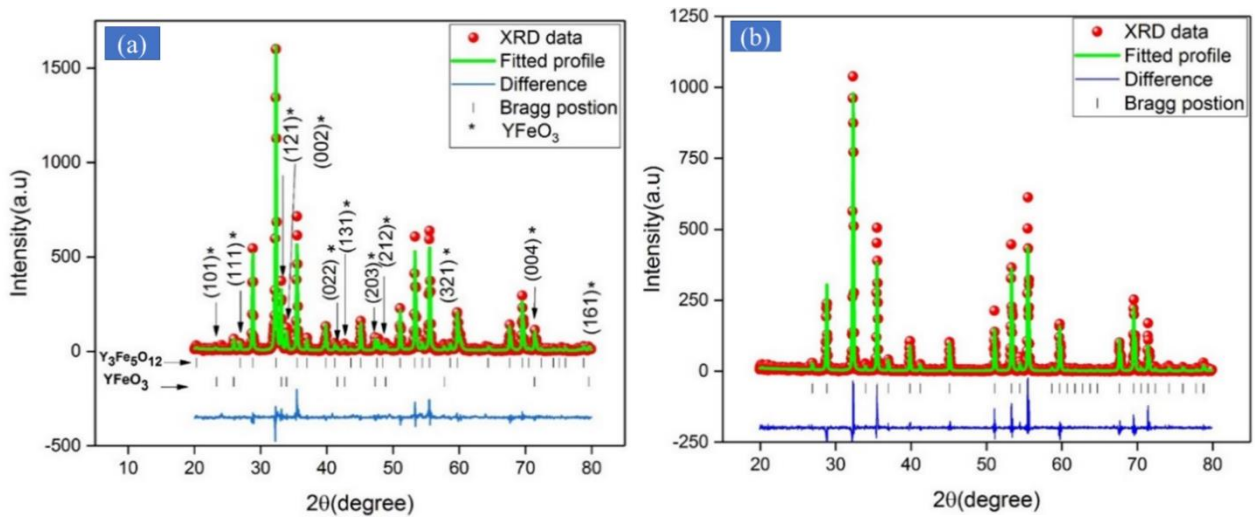 (a)
XRD data
Fitted profile
Difference
Bragg postion
* YFeO₃
(101)*
(111)*
(121)*
(002)*
(022)*
(131)*
(203)*
(212)*
(321)*
(004)*
(161)*
1500
1000
500
0
-500
Intensity(a.u)
Y₃Fe₅O₁₂
YFeO₃
10 20 30 40 50 60 70 80
2θ(degree)
(b)
XRD data
Fitted profile
Difference
Bragg postion
1250
1000
750
500
250
0
-250
Intensity(a.u)
20 30 40 50 60 70 80
2θ(degree)